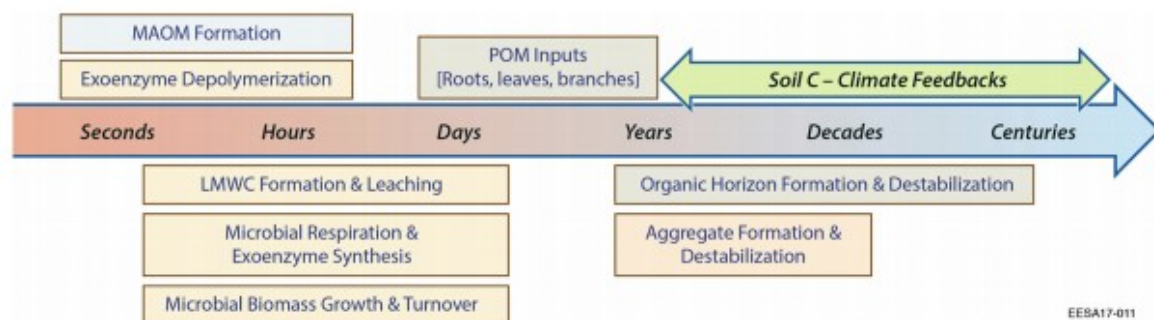 MAOM Formation
Exoenzyme Depolymerization
POM Inputs
[Roots, leaves, branches]
Soil C – Climate Feedbacks
Seconds
Hours
Days
Years
Decades
Centuries
LMWC Formation & Leaching
Microbial Respiration &
Exoenzyme Synthesis
Microbial Biomass Growth & Turnover
Organic Horizon Formation & Destabilization
Aggregate Formation &
Destabilization
EESA17-011